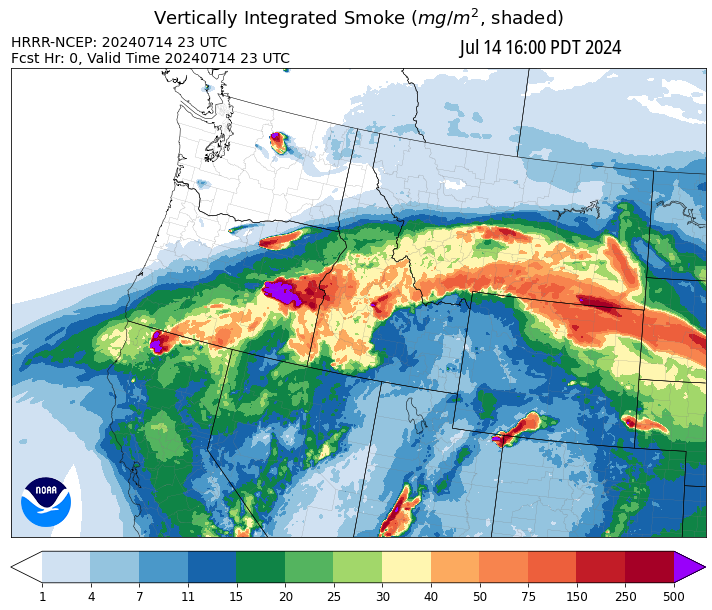 Vertically Integrated Smoke (mg/m², shaded)
HRRR-NCEP: 20240714 23 UTC
Fcst Hr: 0, Valid Time 20240714 23 UTC
Jul 14 16:00 PDT 2024
NOAA
1 4 7 11 15 20 25 30 40 50 75 150 250 500